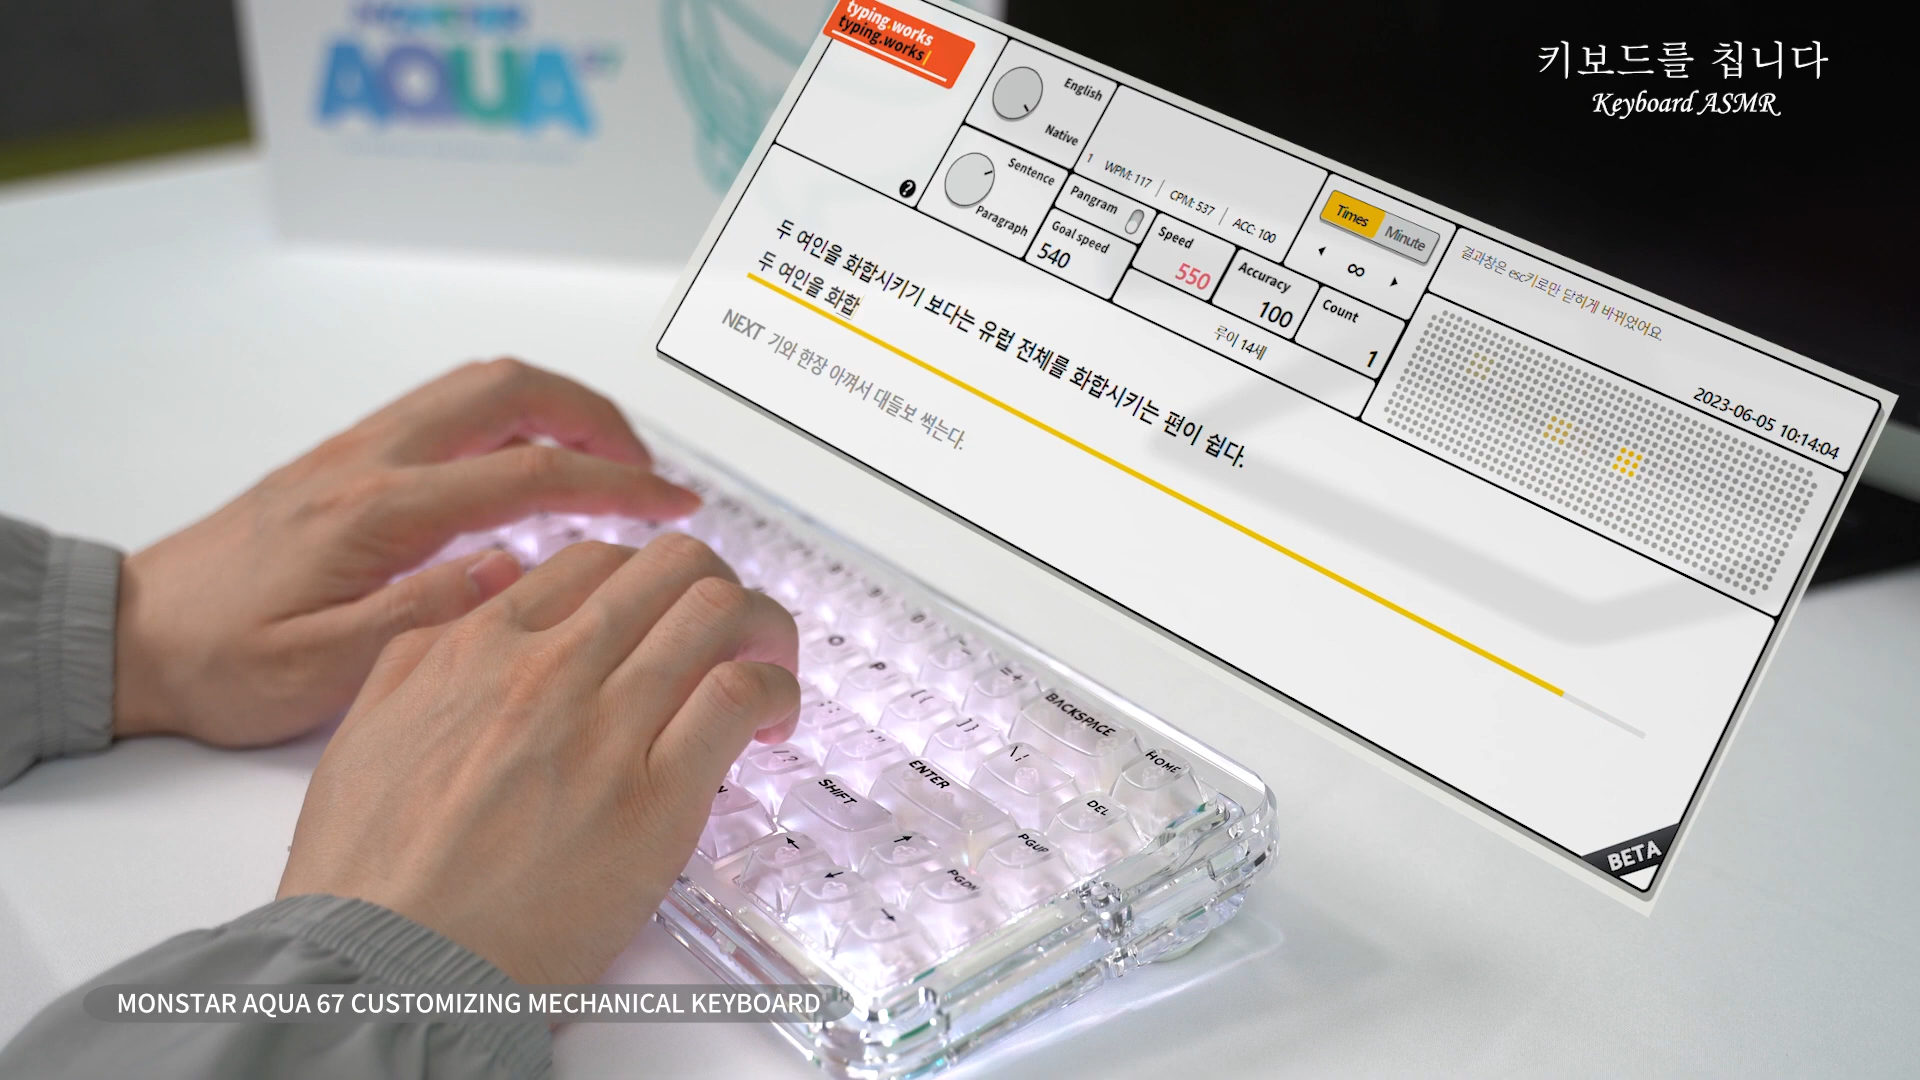 AQUA
typing.works
typing.works
English
Native
Sentence
Paragraph
?
1 WPM: 117 | CPM: 537 | ACC: 100
Pangram
Goal speed
540
Speed
550
Accuracy
100
Count
1
Times Minute
∞
루이 14세
결과창은 esc키로만 닫히게 바뀌었어요.
2023-06-05 10:14:04
두 여인을 화합시키기 보다는 유럽 전체를 화합시키는 편이 쉽다.
두 여인을 화합
NEXT 기와 한장 아껴서 대들보 썩는다.
BETA
키보드를 칩니다
Keyboard ASMR
O
P
-
=+
BACKSPACE
HOME
[{
]}
\|
DEL
'"
ENTER
PGUP
/?
SHIFT
↑
PGDN
←
↓
→
MONSTAR AQUA 67 CUSTOMIZING MECHANICAL KEYBOARD